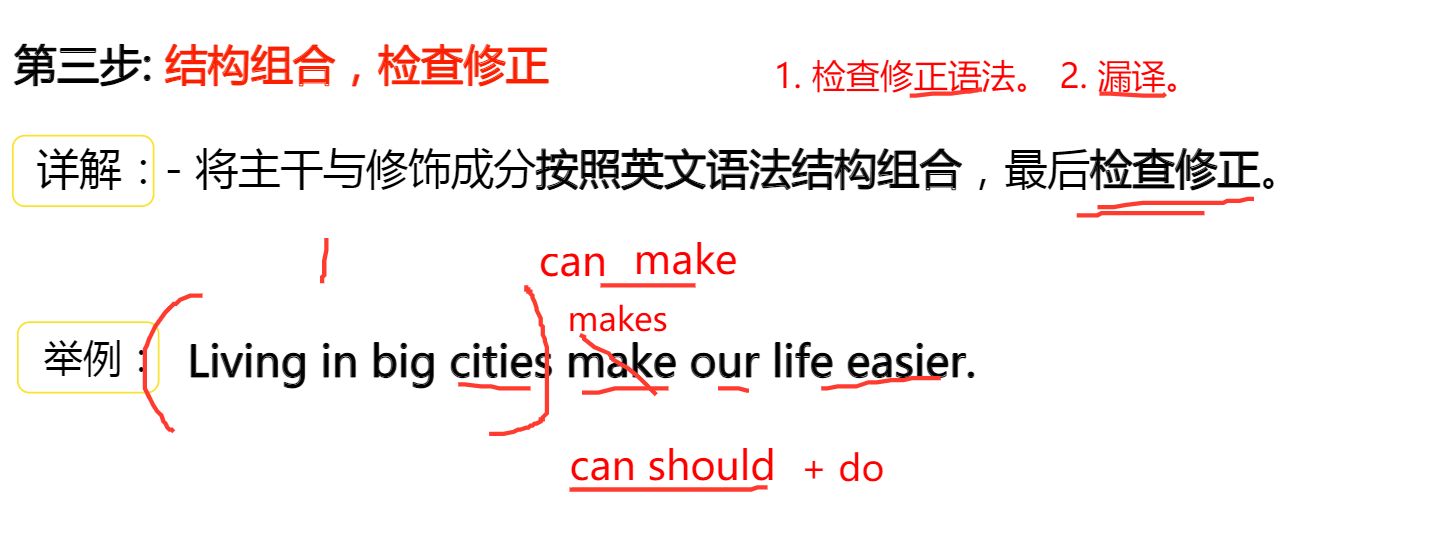 第三步: 结构组合，检查修正
1. 检查修正语法。 2. 漏译。
详解：- 将主干与修饰成分按照英文语法结构组合，最后检查修正。
can make
makes
举例： Living in big cities make our life easier.
can should + do